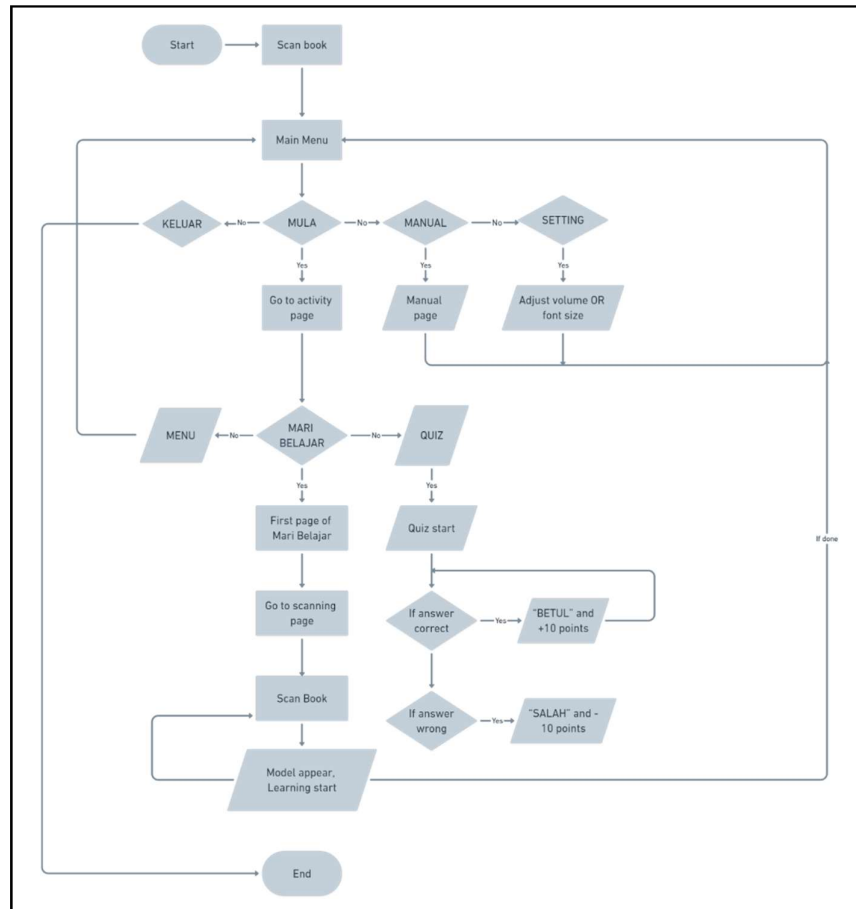 Start
Scan book
Main Menu
KELUAR
No
MULA
No
MANUAL
No
SETTING
Yes
Yes
Yes
Go to activity
page
Manual
page
Adjust volume OR
font size
MENU
No
MARI
BELAJAR
No
QUIZ
Yes
Yes
First page of
Mari Belajar
Quiz start
If done
Go to scanning
page
If answer
correct
Yes
"BETUL" and
+10 points
Scan Book
If answer
wrong
Yes
"SALAH" and -
10 points
Model appear,
Learning start
End